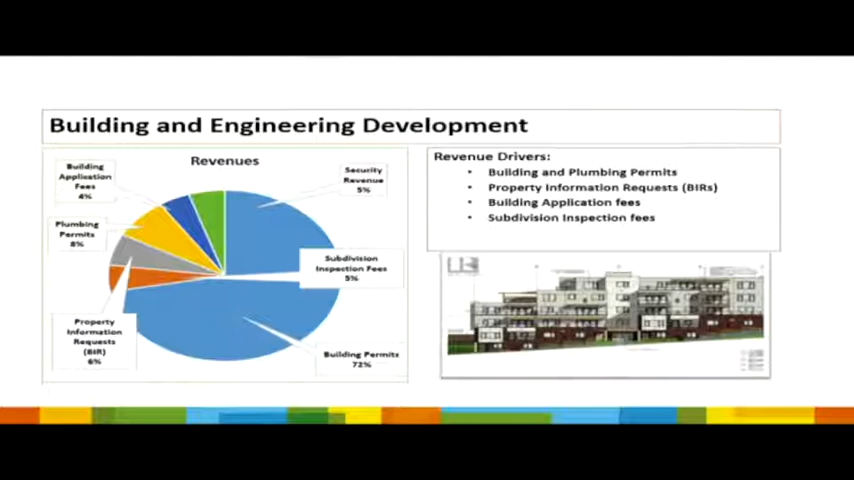 Building and Engineering Development
Revenues
Building
Application
Fees
4%
Security
Revenue
5%
Plumbing
Permits
8%
Subdivision
Inspection Fees
5%
Property
Information
Requests
(BIR)
6%
Building Permits
72%
Revenue Drivers:
• Building and Plumbing Permits
• Property Information Requests (BIRs)
• Building Application fees
• Subdivision Inspection fees